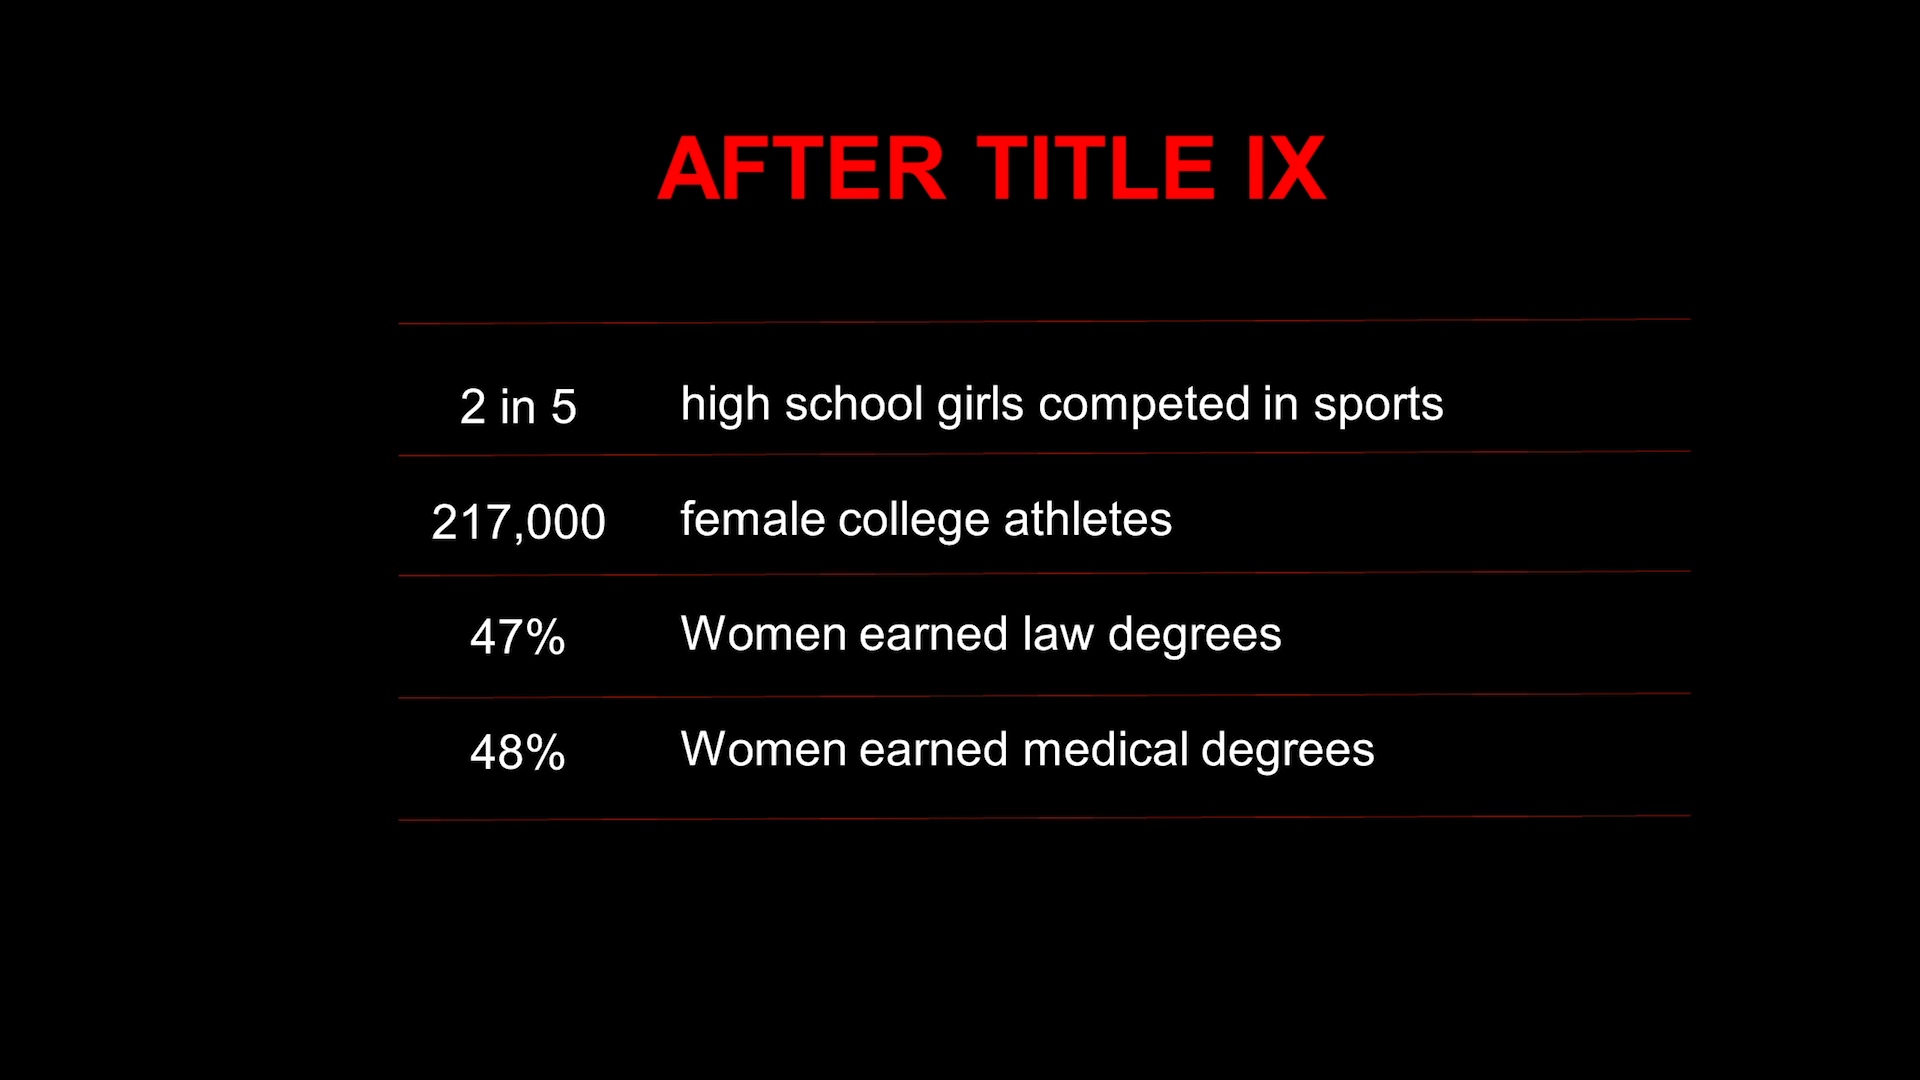 AFTER TITLE IX
2 in 5 high school girls competed in sports
217,000 female college athletes
47% Women earned law degrees
48% Women earned medical degrees